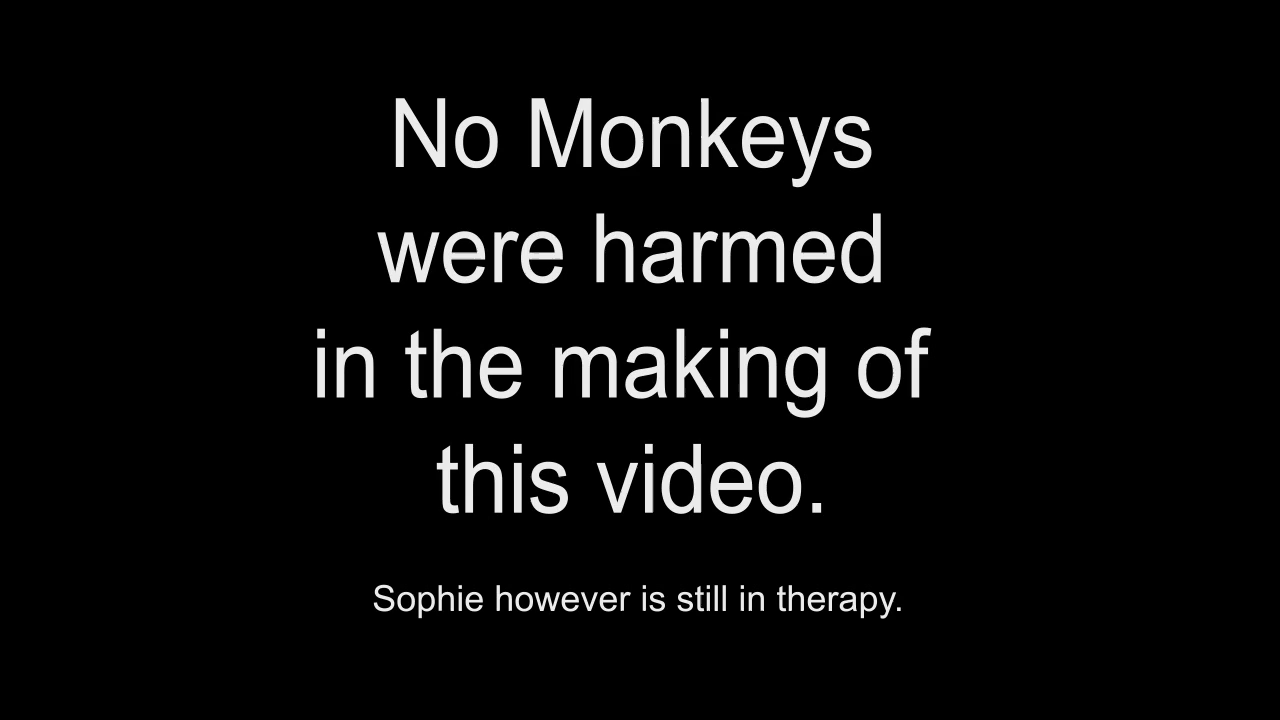 No Monkeys
were harmed
in the making of
this video.
Sophie however is still in therapy.